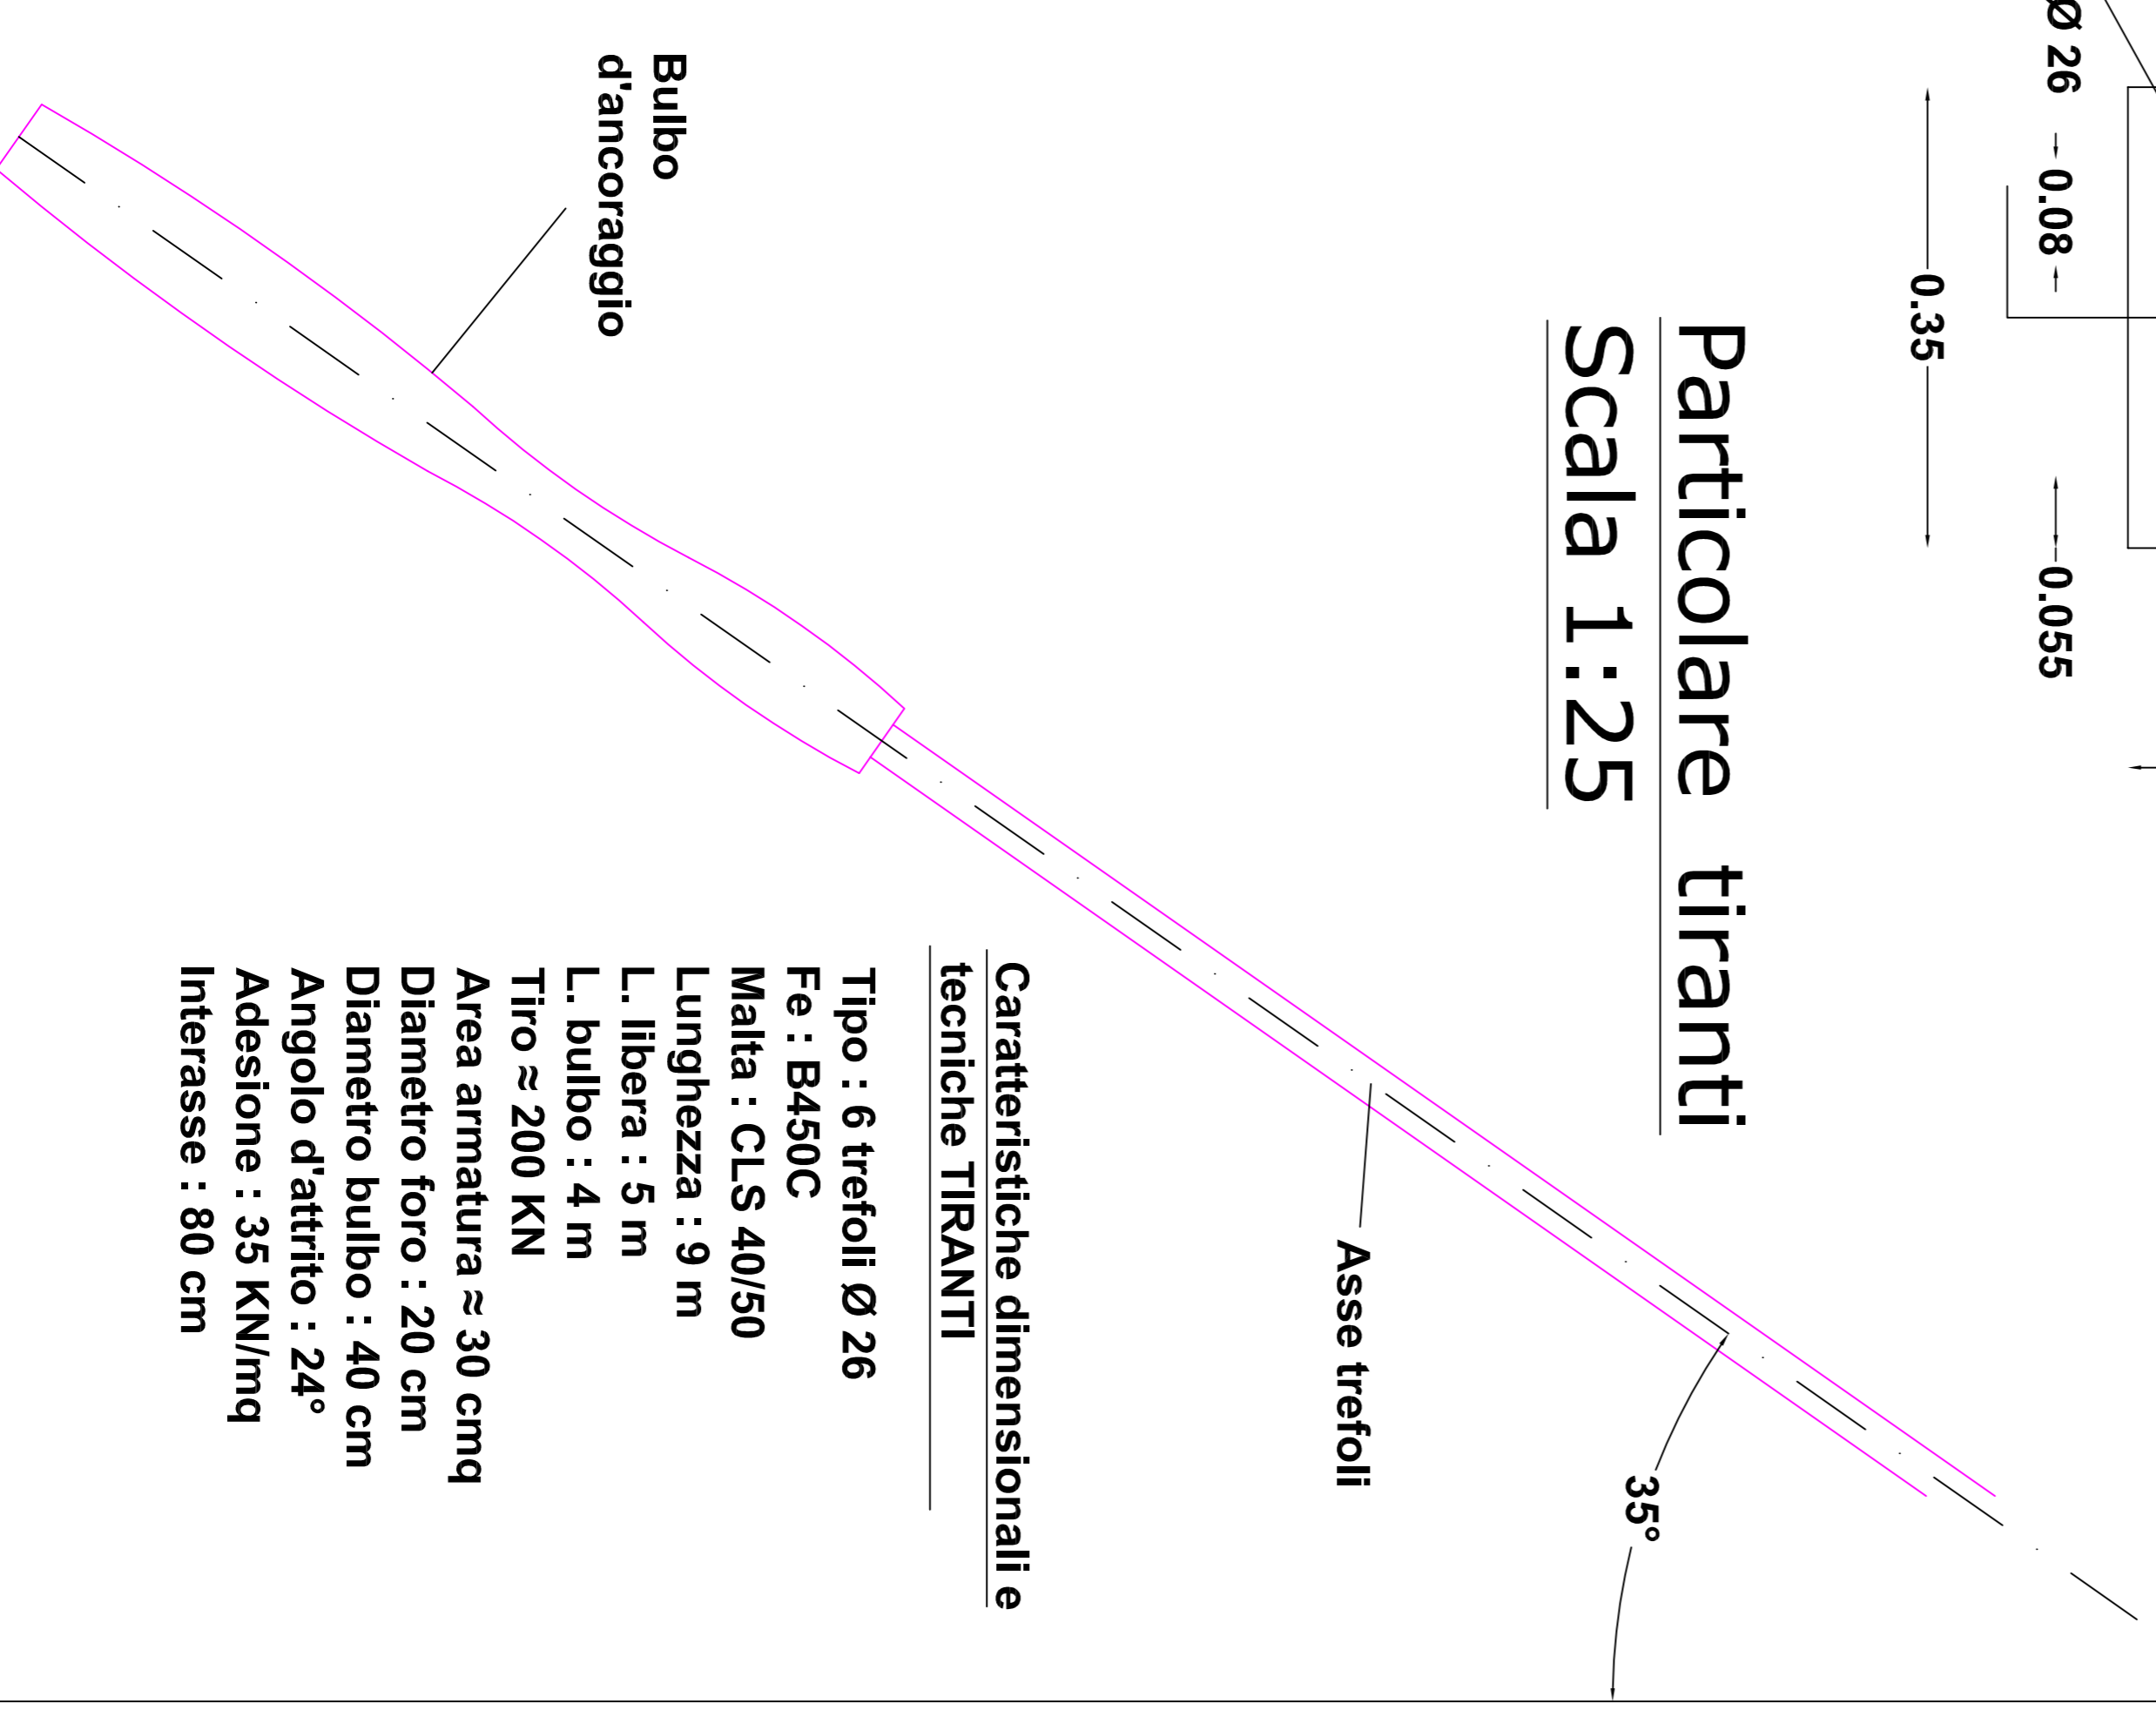 Ø 26
0.08
0.055
0.35
Particolare tiranti
Scala 1:25
Bulbo
d'ancoraggio
Asse trefoli
35°
Caratteristiche dimensionali e
tecniche TIRANTI
Tipo : 6 trefoli Ø 26
Fe : B450C
Malta : CLS 40/50
Lunghezza : 9 m
L. libera : 5 m
L. bulbo : 4 m
Tiro ≈ 200 KN
Area armatura ≈ 30 cmq
Diametro foro : 20 cm
Diametro bulbo : 40 cm
Angolo d'attrito : 24°
Adesione : 35 KN/mq
Interasse : 80 cm